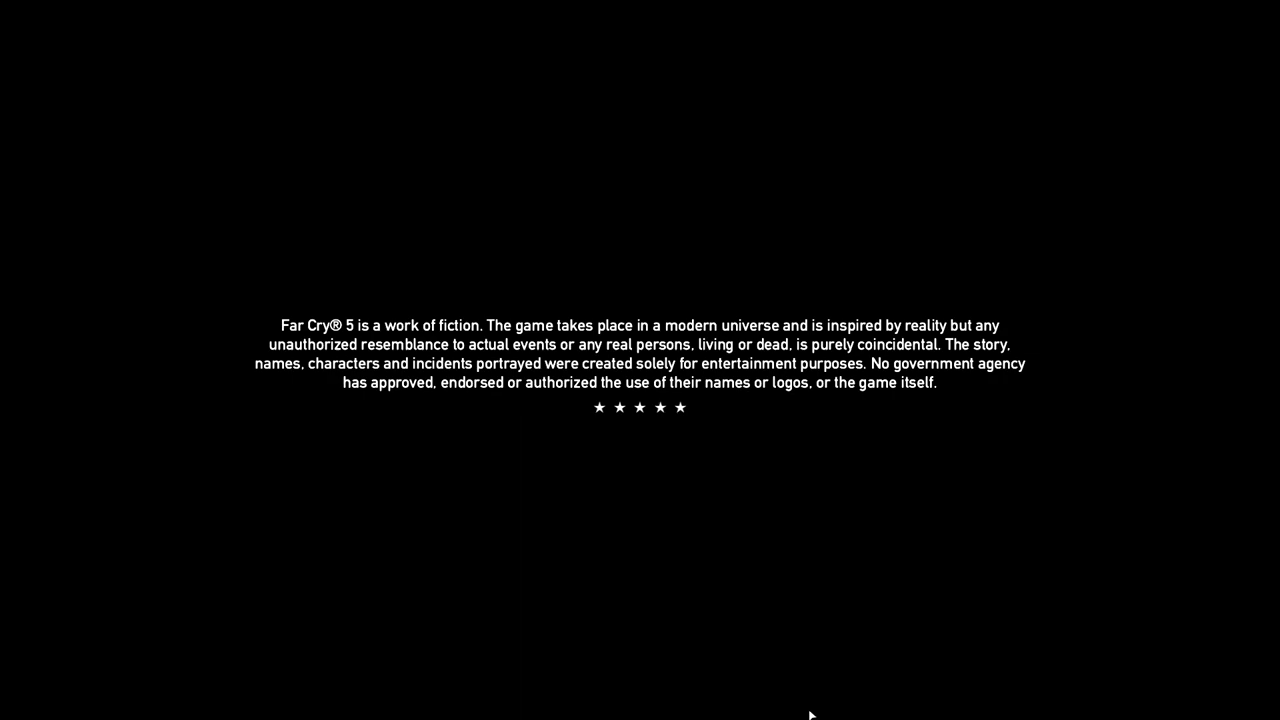 Far Cry® 5 is a work of fiction. The game takes place in a modern universe and is inspired by reality but any
unauthorized resemblance to actual events or any real persons, living or dead, is purely coincidental. The story,
names, characters and incidents portrayed were created solely for entertainment purposes. No government agency
has approved, endorsed or authorized the use of their names or logos, or the game itself.
★ ★ ★ ★ ★